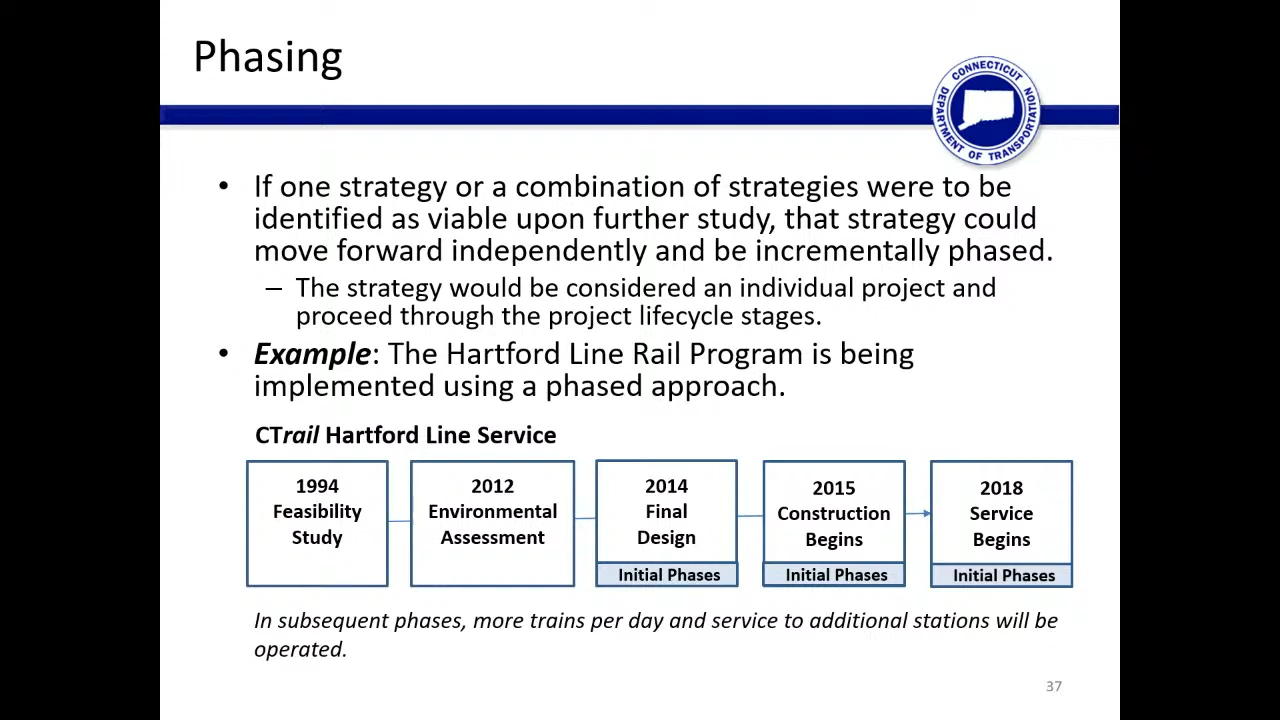 Phasing
CONNECTICUT
DEPARTMENT OF TRANSPORTATION
• If one strategy or a combination of strategies were to be
identified as viable upon further study, that strategy could
move forward independently and be incrementally phased.
– The strategy would be considered an individual project and
proceed through the project lifecycle stages.
• Example: The Hartford Line Rail Program is being
implemented using a phased approach.
CTrail Hartford Line Service
1994
Feasibility
Study
2012
Environmental
Assessment
2014
Final
Design
Initial Phases
2015
Construction
Begins
Initial Phases
2018
Service
Begins
Initial Phases
In subsequent phases, more trains per day and service to additional stations will be
operated.
37